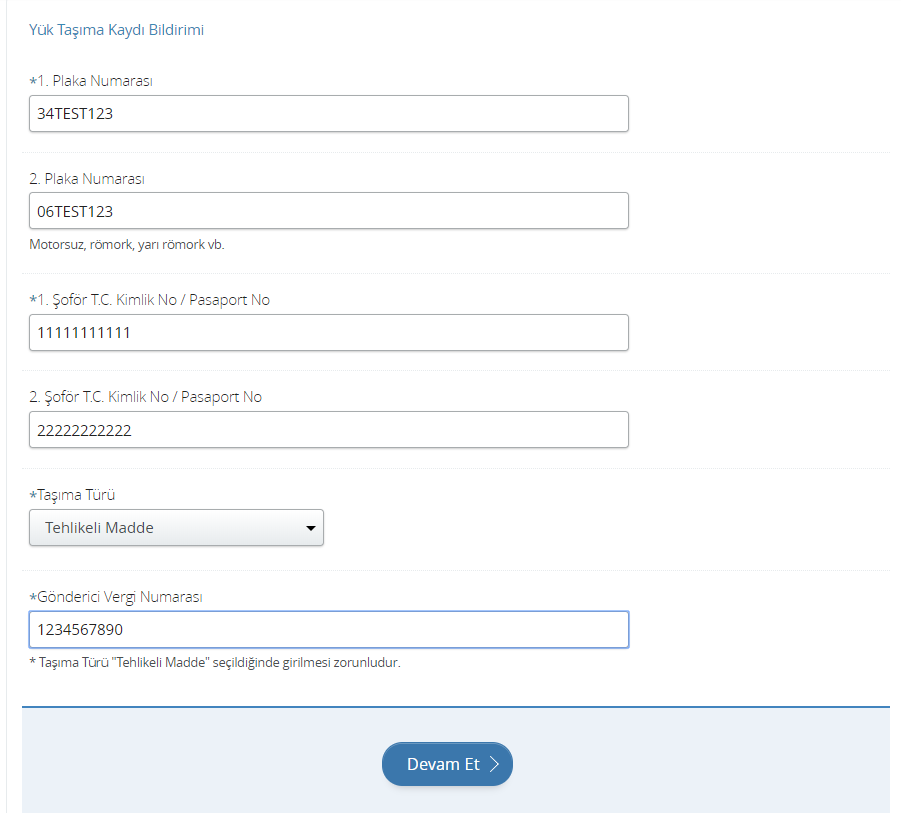 Yük Taşıma Kaydı Bildirimi
*1. Plaka Numarası
34TEST123
2. Plaka Numarası
06TEST123
Motorsuz, römork, yarı römork vb.
*1. Şoför T.C. Kimlik No / Pasaport No
11111111111
2. Şoför T.C. Kimlik No / Pasaport No
22222222222
*Taşıma Türü
Tehlikeli Madde
*Gönderici Vergi Numarası
1234567890
* Taşıma Türü "Tehlikeli Madde" seçildiğinde girilmesi zorunludur.
Devam Et